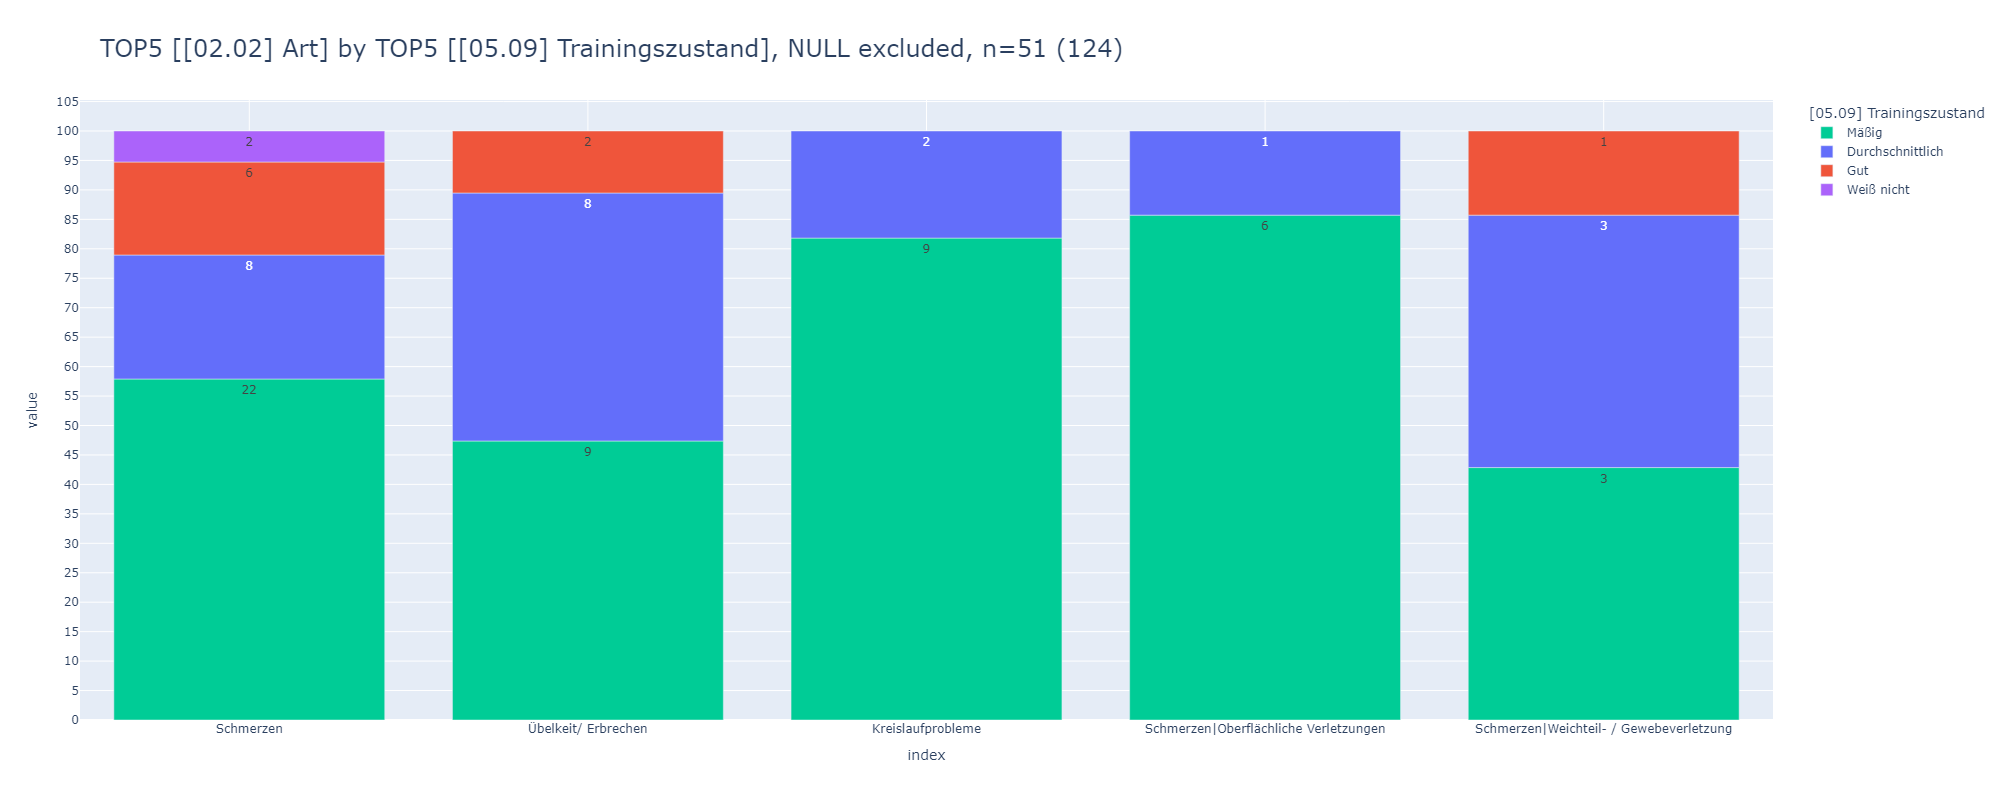 TOP5 [[02.02] Art] by TOP5 [[05.09] Trainingszustand], NULL excluded, n=51 (124)
[05.09] Trainingszustand
Mäßig
Durchschnittlich
Gut
Weiß nicht
value
105
100
95
90
85
80
75
70
65
60
55
50
45
40
35
30
25
20
15
10
5
0
2
6
8
22
2
8
9
2
9
1
6
1
3
3
Schmerzen
Übelkeit/ Erbrechen
Kreislaufprobleme
Schmerzen|Oberflächliche Verletzungen
Schmerzen|Weichteil- / Gewebeverletzung
index